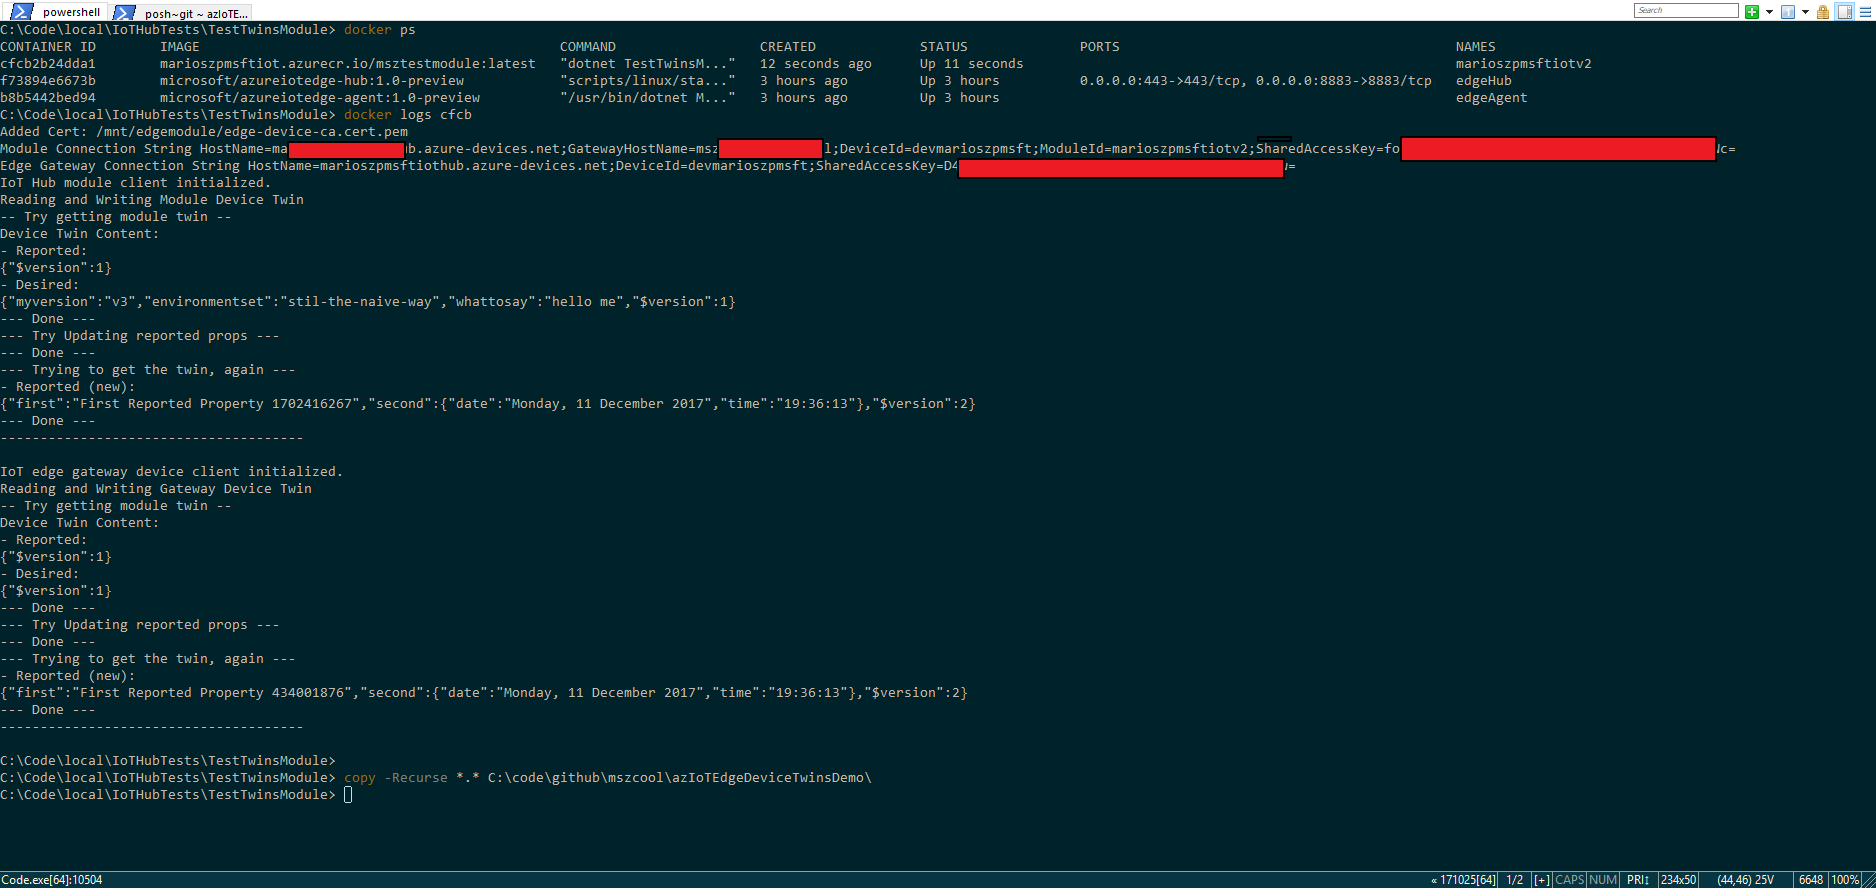 powershell
posh~git ~ azIoTE...
Search
C:\Code\local\IoTHubTests\TestTwinsModule> docker ps
CONTAINER ID        IMAGE                                             COMMAND                  CREATED             STATUS              PORTS                                          NAMES
cfcb2b24dda1        marioszpmsftiot.azurecr.io/msztestmodule:latest   "dotnet TestTwinsM..."   12 seconds ago      Up 11 seconds                                                      marioszpmsftiotv2
f73894e6673b        microsoft/azureiotedge-hub:1.0-preview            "scripts/linux/sta..."   3 hours ago         Up 3 hours          0.0.0.0:443->443/tcp, 0.0.0.0:8883->8883/tcp   edgeHub
b8b5442bed94        microsoft/azureiotedge-agent:1.0-preview          "/usr/bin/dotnet M..."   3 hours ago         Up 3 hours                                                         edgeAgent
C:\Code\local\IoTHubTests\TestTwinsModule> docker logs cfcb
Added Cert: /mnt/edgemodule/edge-device-ca.cert.pem
Module Connection String HostName=ma b.azure-devices.net;GatewayHostName=msz l;DeviceId=devmarioszpmsft;ModuleId=marioszpmsftiotv2;SharedAccessKey=fo c=
Edge Gateway Connection String HostName=marioszpmsftiothub.azure-devices.net;DeviceId=devmarioszpmsft;SharedAccessKey=D4 =
IoT Hub module client initialized.
Reading and Writing Module Device Twin
-- Try getting module twin --
Device Twin Content:
- Reported:
{"$version":1}
- Desired:
{"myversion":"v3","environmentset":"stil-the-naive-way","whattosay":"hello me","$version":1}
--- Done ---
--- Try Updating reported props ---
--- Done ---
--- Trying to get the twin, again ---
- Reported (new):
{"first":"First Reported Property 1702416267","second":{"date":"Monday, 11 December 2017","time":"19:36:13"},"$version":2}
--- Done ---
--------------------------------------
IoT edge gateway device client initialized.
Reading and Writing Gateway Device Twin
-- Try getting module twin --
Device Twin Content:
- Reported:
{"$version":1}
- Desired:
{"$version":1}
--- Done ---
--- Try Updating reported props ---
--- Done ---
--- Trying to get the twin, again ---
- Reported (new):
{"first":"First Reported Property 434001876","second":{"date":"Monday, 11 December 2017","time":"19:36:13"},"$version":2}
--- Done ---
--------------------------------------
C:\Code\local\IoTHubTests\TestTwinsModule>
C:\Code\local\IoTHubTests\TestTwinsModule> copy -Recurse *.* C:\code\github\mszcool\azIoTEdgeDeviceTwinsDemo\
C:\Code\local\IoTHubTests\TestTwinsModule>
Code.exe[64]:10504 « 171025[64] 1/2 [+] CAPS NUM PRI↕ 234x50 (44,46) 25V 6648 100%